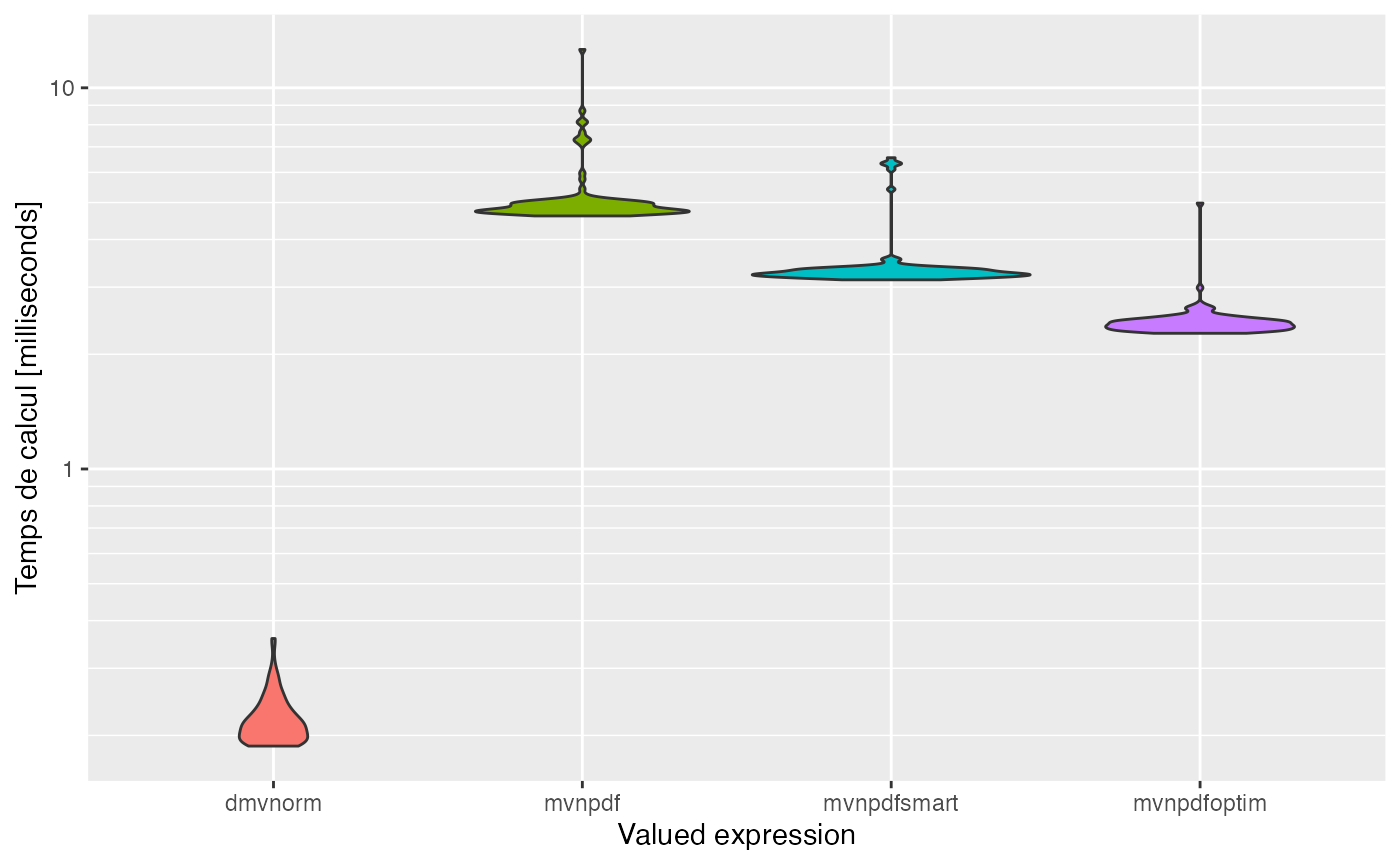 Temps de calcul [milliseconds]
10
1
dmvnorm
mvnpdf
mvnpdfsmart
mvnpdfoptim
Valued expression